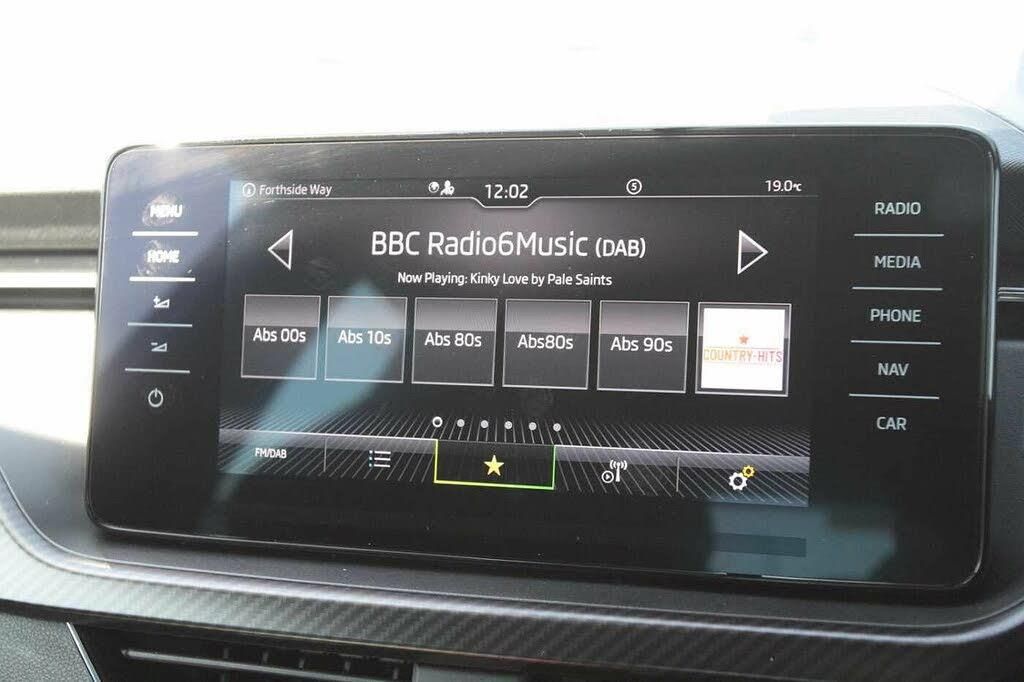 MENU
HOME
Forthside Way
12:02
5
19.0°c
BBC Radio6Music (DAB)
Now Playing: Kinky Love by Pale Saints
Abs 00s
Abs 10s
Abs 80s
Abs80s
Abs 90s
COUNTRY-HITS
FM/DAB
RADIO
MEDIA
PHONE
NAV
CAR